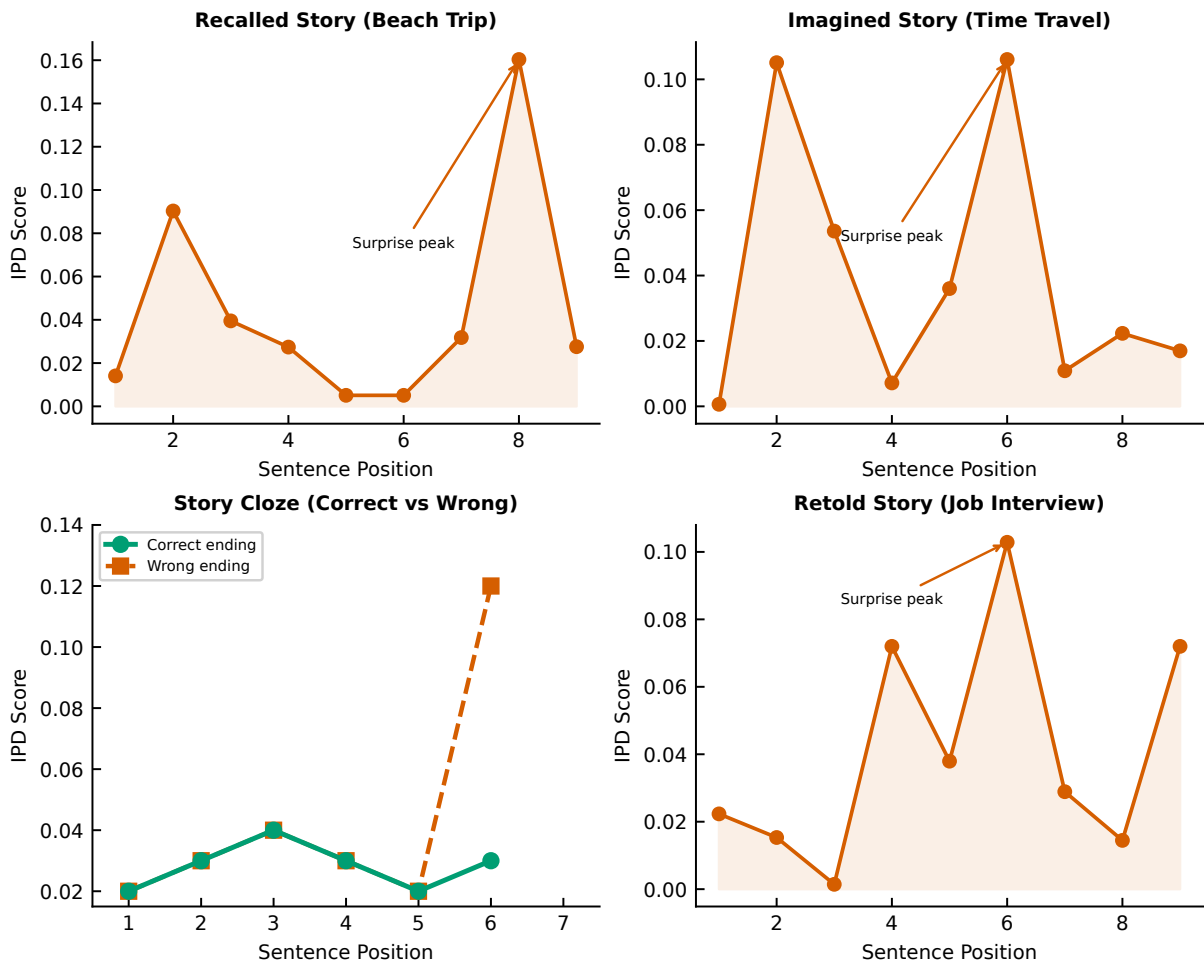 Recalled Story (Beach Trip)
0.16
0.14
0.12
0.10
0.08
0.06
0.04
0.02
0.00
IPD Score
Surprise peak
2
4
6
8
Sentence Position
Imagined Story (Time Travel)
0.10
0.08
0.06
0.04
0.02
0.00
IPD Score
Surprise peak
2
4
6
8
Sentence Position
Story Cloze (Correct vs Wrong)
0.14
0.12
0.10
0.08
0.06
0.04
0.02
IPD Score
Correct ending
Wrong ending
1
2
3
4
5
6
7
Sentence Position
Retold Story (Job Interview)
0.10
0.08
0.06
0.04
0.02
0.00
IPD Score
Surprise peak
2
4
6
8
Sentence Position